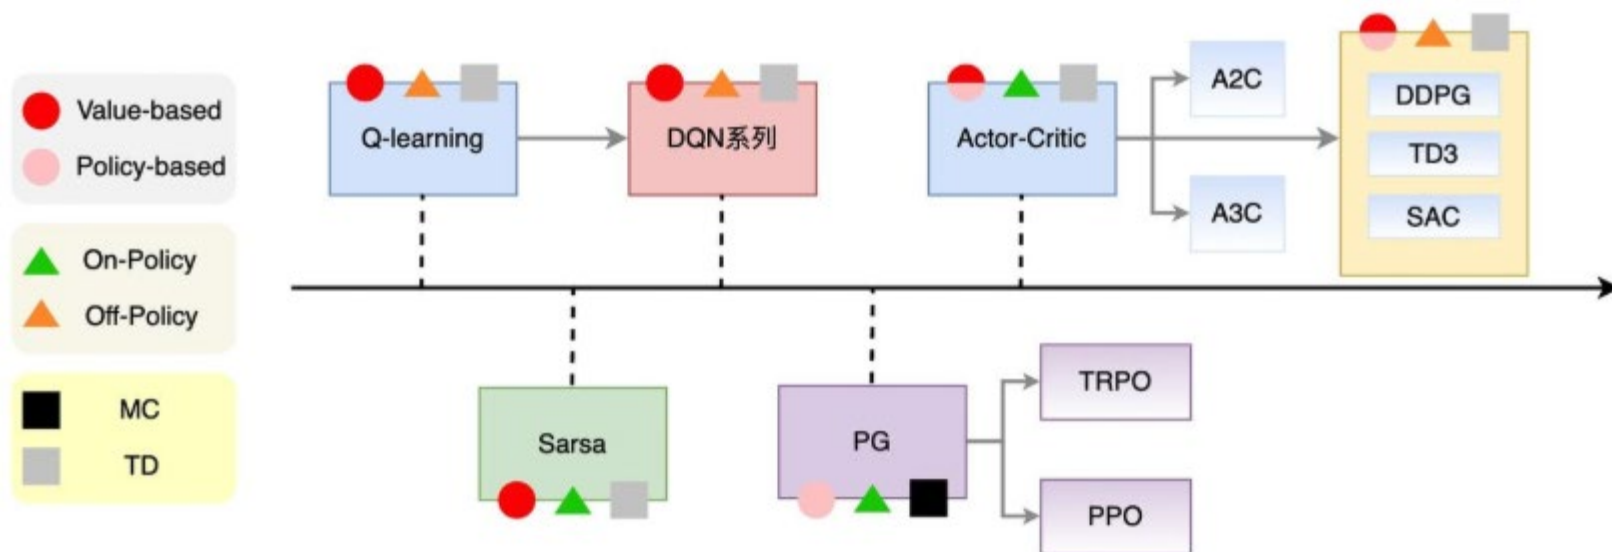 Value-based
Policy-based
On-Policy
Off-Policy
MC
TD
Q-learning
DQN系列
Actor-Critic
A2C
A3C
DDPG
TD3
SAC
Sarsa
PG
TRPO
PPO